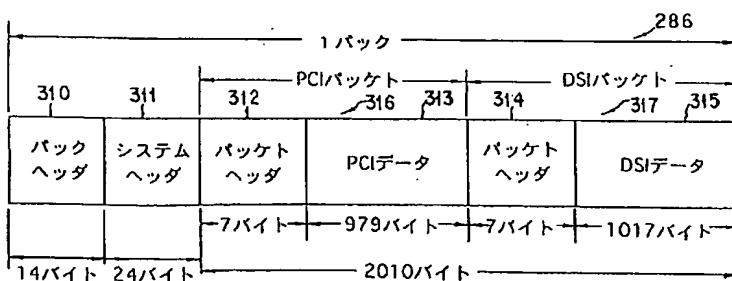 286
1パック
PCIパケット DSIパケット
310 311 312 316 313 314 317 315
パック
ヘッダ
システム
ヘッダ
パッケト
ヘッダ
PCIデータ
パッケト
ヘッダ
DSIデータ
7バイト 979バイト 7バイト 1017バイト
14バイト 24バイト 2010バイト